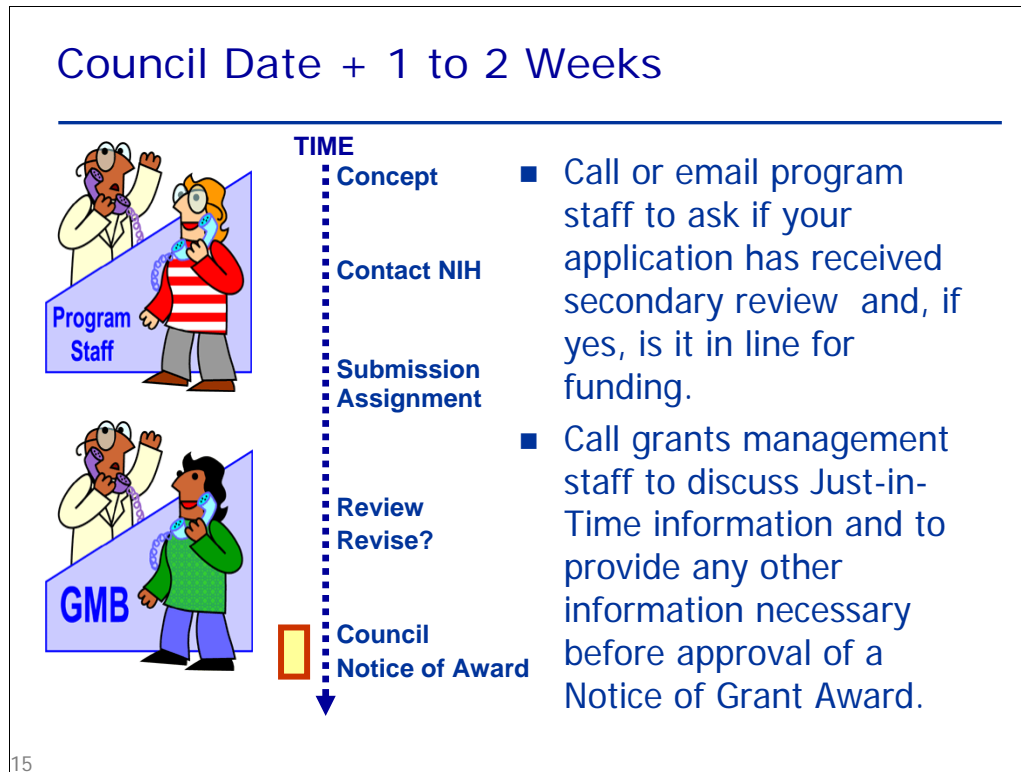 Council Date + 1 to 2 Weeks
TIME
Concept
Contact NIH
Submission
Assignment
Review
Revise?
Council
Notice of Award
Program
Staff
GMB
■ Call or email program
staff to ask if your
application has received
secondary review and, if
yes, is it in line for
funding.
■ Call grants management
staff to discuss Just-in-
Time information and to
provide any other
information necessary
before approval of a
Notice of Grant Award.
15